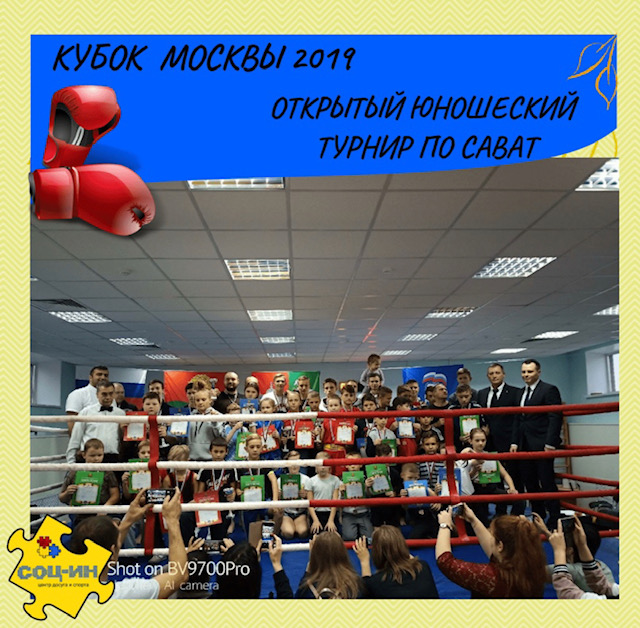 КУБОК МОСКВЫ 2019
ОТКРЫТЫЙ ЮНОШЕСКИЙ
ТУРНИР ПО САВАТ
СОЦ-ИН
центр досуга и спорта
Shot on BV9700Pro
AI camera